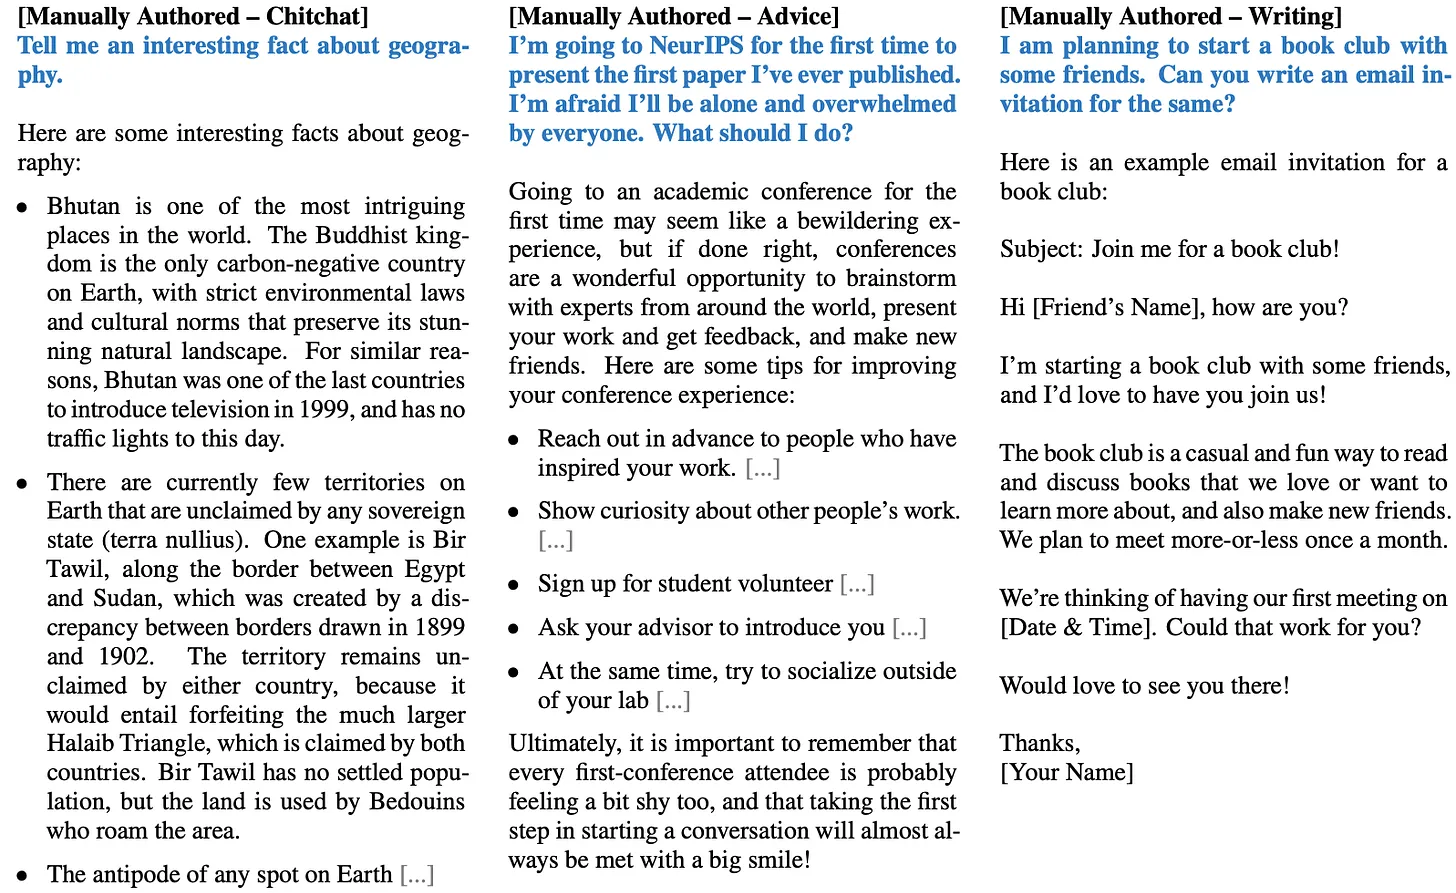 [Manually Authored – Chitchat]
Tell me an interesting fact about geogra-
phy.
Here are some interesting facts about geog-
raphy:
• Bhutan is one of the most intriguing
places in the world. The Buddhist king-
dom is the only carbon-negative country
on Earth, with strict environmental laws
and cultural norms that preserve its stun-
ning natural landscape. For similar rea-
sons, Bhutan was one of the last countries
to introduce television in 1999, and has no
traffic lights to this day.
• There are currently few territories on
Earth that are unclaimed by any sovereign
state (terra nullius). One example is Bir
Tawil, along the border between Egypt
and Sudan, which was created by a dis-
crepancy between borders drawn in 1899
and 1902. The territory remains un-
claimed by either country, because it
would entail forfeiting the much larger
Halaib Triangle, which is claimed by both
countries. Bir Tawil has no settled popu-
lation, but the land is used by Bedouins
who roam the area.
• The antipode of any spot on Earth [...]
[Manually Authored – Advice]
I’m going to NeurIPS for the first time to
present the first paper I’ve ever published.
I’m afraid I’ll be alone and overwhelmed
by everyone. What should I do?
Going to an academic conference for the
first time may seem like a bewildering ex-
perience, but if done right, conferences
are a wonderful opportunity to brainstorm
with experts from around the world, present
your work and get feedback, and make new
friends. Here are some tips for improving
your conference experience:
• Reach out in advance to people who have
inspired your work. [...]
• Show curiosity about other people’s work.
[...]
• Sign up for student volunteer [...]
• Ask your advisor to introduce you [...]
• At the same time, try to socialize outside
of your lab [...]
Ultimately, it is important to remember that
every first-conference attendee is probably
feeling a bit shy too, and that taking the first
step in starting a conversation will almost al-
ways be met with a big smile!
[Manually Authored – Writing]
I am planning to start a book club with
some friends. Can you write an email in-
vitation for the same?
Here is an example email invitation for a
book club:
Subject: Join me for a book club!
Hi [Friend’s Name], how are you?
I’m starting a book club with some friends,
and I’d love to have you join us!
The book club is a casual and fun way to read
and discuss books that we love or want to
learn more about, and also make new friends.
We plan to meet more-or-less once a month.
We’re thinking of having our first meeting on
[Date & Time]. Could that work for you?
Would love to see you there!
Thanks,
[Your Name]